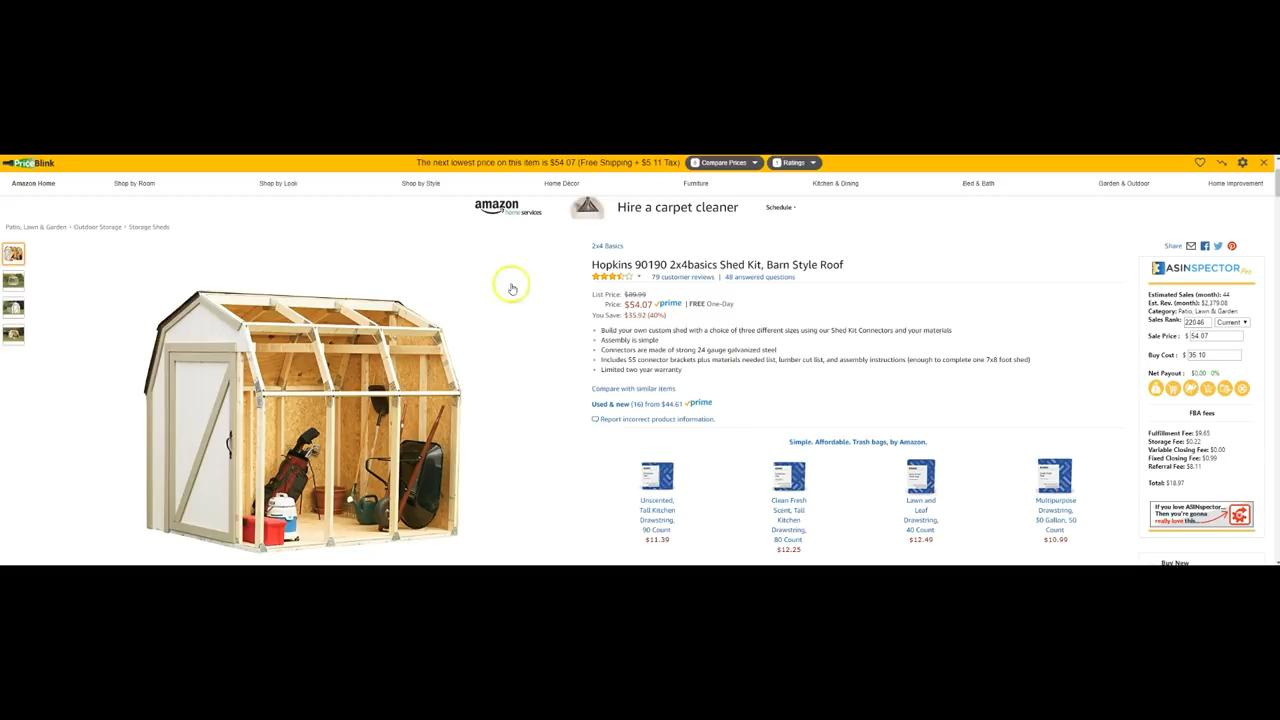 PriceBlink
The next lowest price on this item is $54.07 (Free Shipping + $5.11 Tax)
Compare Prices
Ratings
Amazon Home
Shop by Room
Shop by Look
Shop by Style
Home Décor
Furniture
Kitchen & Dining
Bed & Bath
Garden & Outdoor
Home Improvement
amazon
home services
Hire a carpet cleaner
Schedule ›
Patio, Lawn & Garden › Outdoor Storage › Storage Sheds
Share
2x4 Basics
Hopkins 90190 2x4basics Shed Kit, Barn Style Roof
79 customer reviews | 48 answered questions
List Price: $89.99
Price: $54.07 prime | FREE One-Day
You Save: $35.92 (40%)
Build your own custom shed with a choice of three different sizes using our Shed Kit Connectors and your materials
Assembly is simple
Connectors are made of strong 24 gauge galvanized steel
Includes 55 connector brackets plus materials needed list, lumber cut list, and assembly instructions (enough to complete one 7x8 foot shed)
Limited two year warranty
Compare with similar items
Used & new (16) from $44.61 prime
Report incorrect product information.
Simple. Affordable. Trash bags, by Amazon.
Unscented,
Tall Kitchen
Drawstring,
90 Count
$11.39
Clean Fresh
Scent, Tall
Kitchen
Drawstring,
80 Count
$12.25
Lawn and
Leaf
Drawstring,
40 Count
$12.49
Multipurpose
Drawstring,
30 Gallon, 50
Count
$10.99
ASINSPECTOR Pro
Estimated Sales (month): 44
Est. Rev. (month): $2,379.08
Category: Patio, Lawn & Garden
Sales Rank: 22046 Current
Sale Price : $ 54.07
Buy Cost : $ 35.10
Net Payout : $0.00 0%
FBA fees
Fulfillment Fee: $9.65
Storage Fee: $0.22
Variable Closing Fee: $0.00
Fixed Closing Fee: $0.99
Referral Fee: $8.11
Total: $18.97
If you love ASINspector...
Then you're gonna
really love this...
Buy New